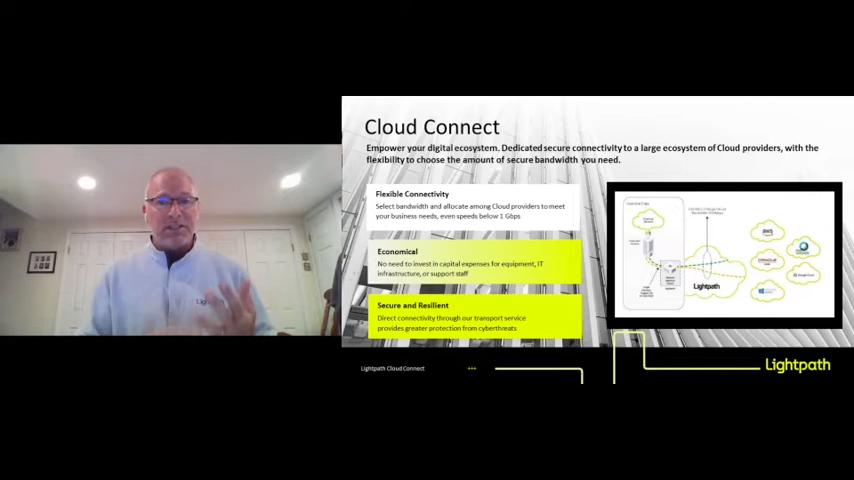 Cloud Connect
Empower your digital ecosystem. Dedicated secure connectivity to a large ecosystem of Cloud providers, with the
flexibility to choose the amount of secure bandwidth you need.
Flexible Connectivity
Select bandwidth and allocate among Cloud providers to meet
your business needs, even speeds below 1 Gbps
Economical
No need to invest in capital expenses for equipment, IT
infrastructure, or support staff
Secure and Resilient
Direct connectivity through our transport service
provides greater protection from cyberthreats
aws
ORACLE
Lightpath
Lightpath Cloud Connect
+++
Lightpath